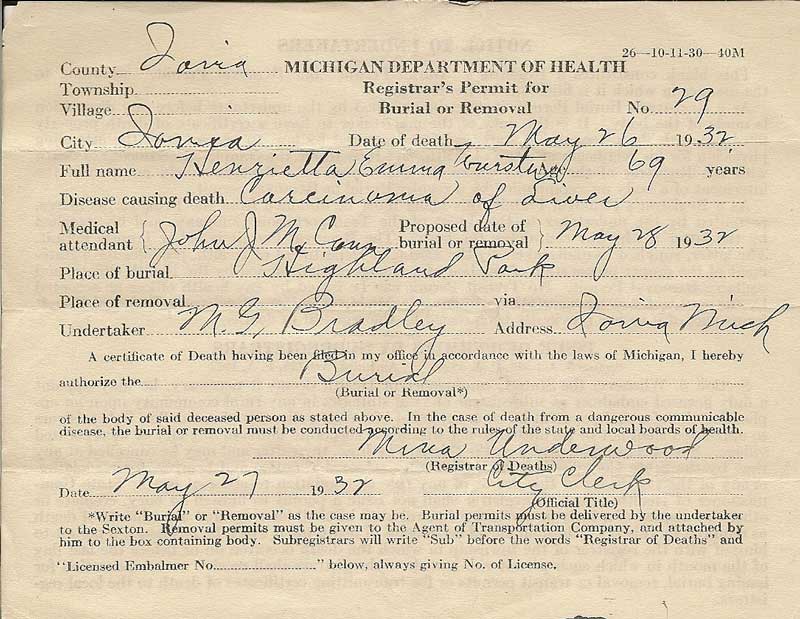 26—10-11-30—40M
County Ionia MICHIGAN DEPARTMENT OF HEALTH
Township Registrar's Permit for
Village Burial or Removal No. 29
City Ionia Date of death May 26 1932
Full name Henrietta Emma Wurster Age 69 years
Disease causing death Carcinoma of Liver
Medical attendant { John J McCann Proposed date of burial or removal } May 28 1932
Place of burial Highland Park
Place of removal via
Undertaker M G Bradley Address Ionia Mich
A certificate of Death having been filed in my office in accordance with the laws of Michigan, I hereby
authorize the Burial
(Burial or Removal*)
of the body of said deceased person as stated above. In the case of death from a dangerous communicable
disease, the burial or removal must be conducted according to the rules of the state and local boards of health.
Mina Underwood
(Registrar of Deaths)
Date May 27 1932 City Clerk
(Official Title)
*Write "Burial" or "Removal" as the case may be. Burial permits must be delivered by the undertaker
to the Sexton. Removal permits must be given to the Agent of Transportation Company, and attached by
him to the box containing body. Subregistrars will write "Sub" before the words "Registrar of Deaths" and
"Licensed Embalmer No. " below, always giving No. of License.